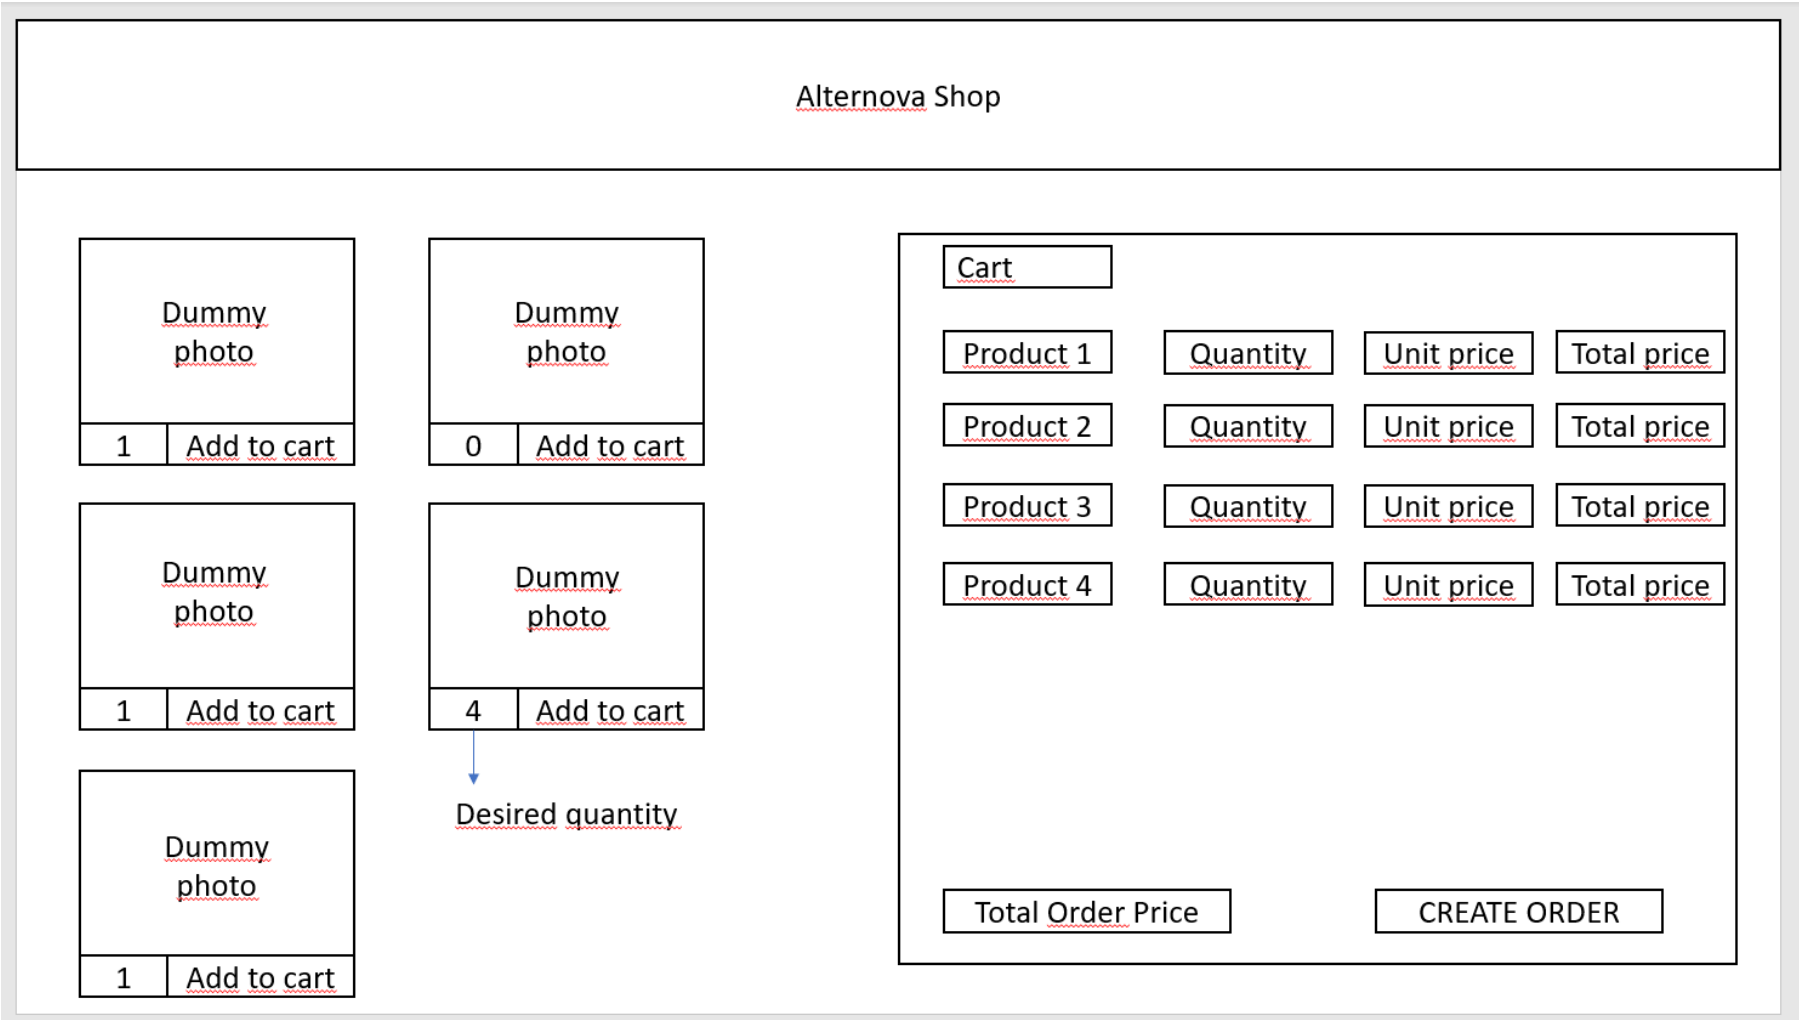 Alternova Shop
Dummy
photo
1 Add to cart
Dummy
photo
0 Add to cart
Dummy
photo
1 Add to cart
Dummy
photo
4 Add to cart
Desired quantity
Dummy
photo
1 Add to cart
Cart
Product 1 Quantity Unit price Total price
Product 2 Quantity Unit price Total price
Product 3 Quantity Unit price Total price
Product 4 Quantity Unit price Total price
Total Order Price CREATE ORDER